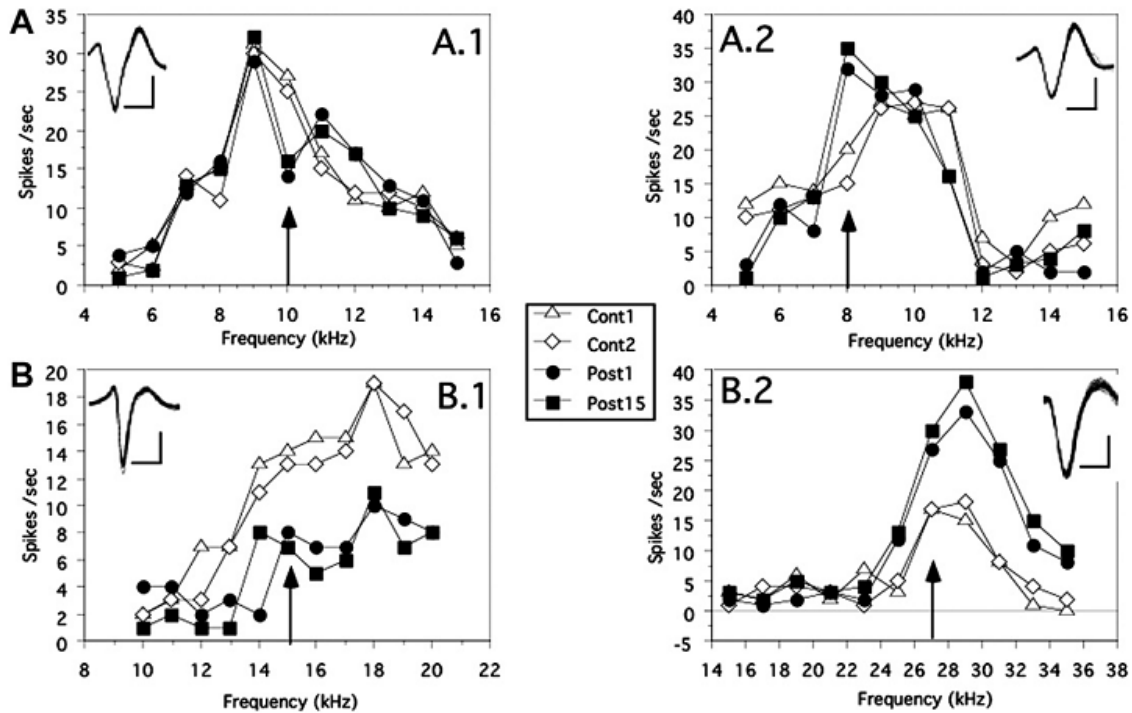 A
A.1
35
30
25
20
15
10
5
0
Spikes /sec
4 6 8 10 12 14 16
Frequency (kHz)
A.2
40
35
30
25
20
15
10
5
0
Spikes /sec
4 6 8 10 12 14 16
Frequency (kHz)
Cont1
Cont2
Post1
Post15
B
B.1
20
18
16
14
12
10
8
6
4
2
0
Spikes /sec
8 10 12 14 16 18 20 22
Frequency (kHz)
B.2
40
35
30
25
20
15
10
5
0
-5
Spikes /sec
14 16 18 20 22 24 26 28 30 32 34 36 38
Frequency (kHz)